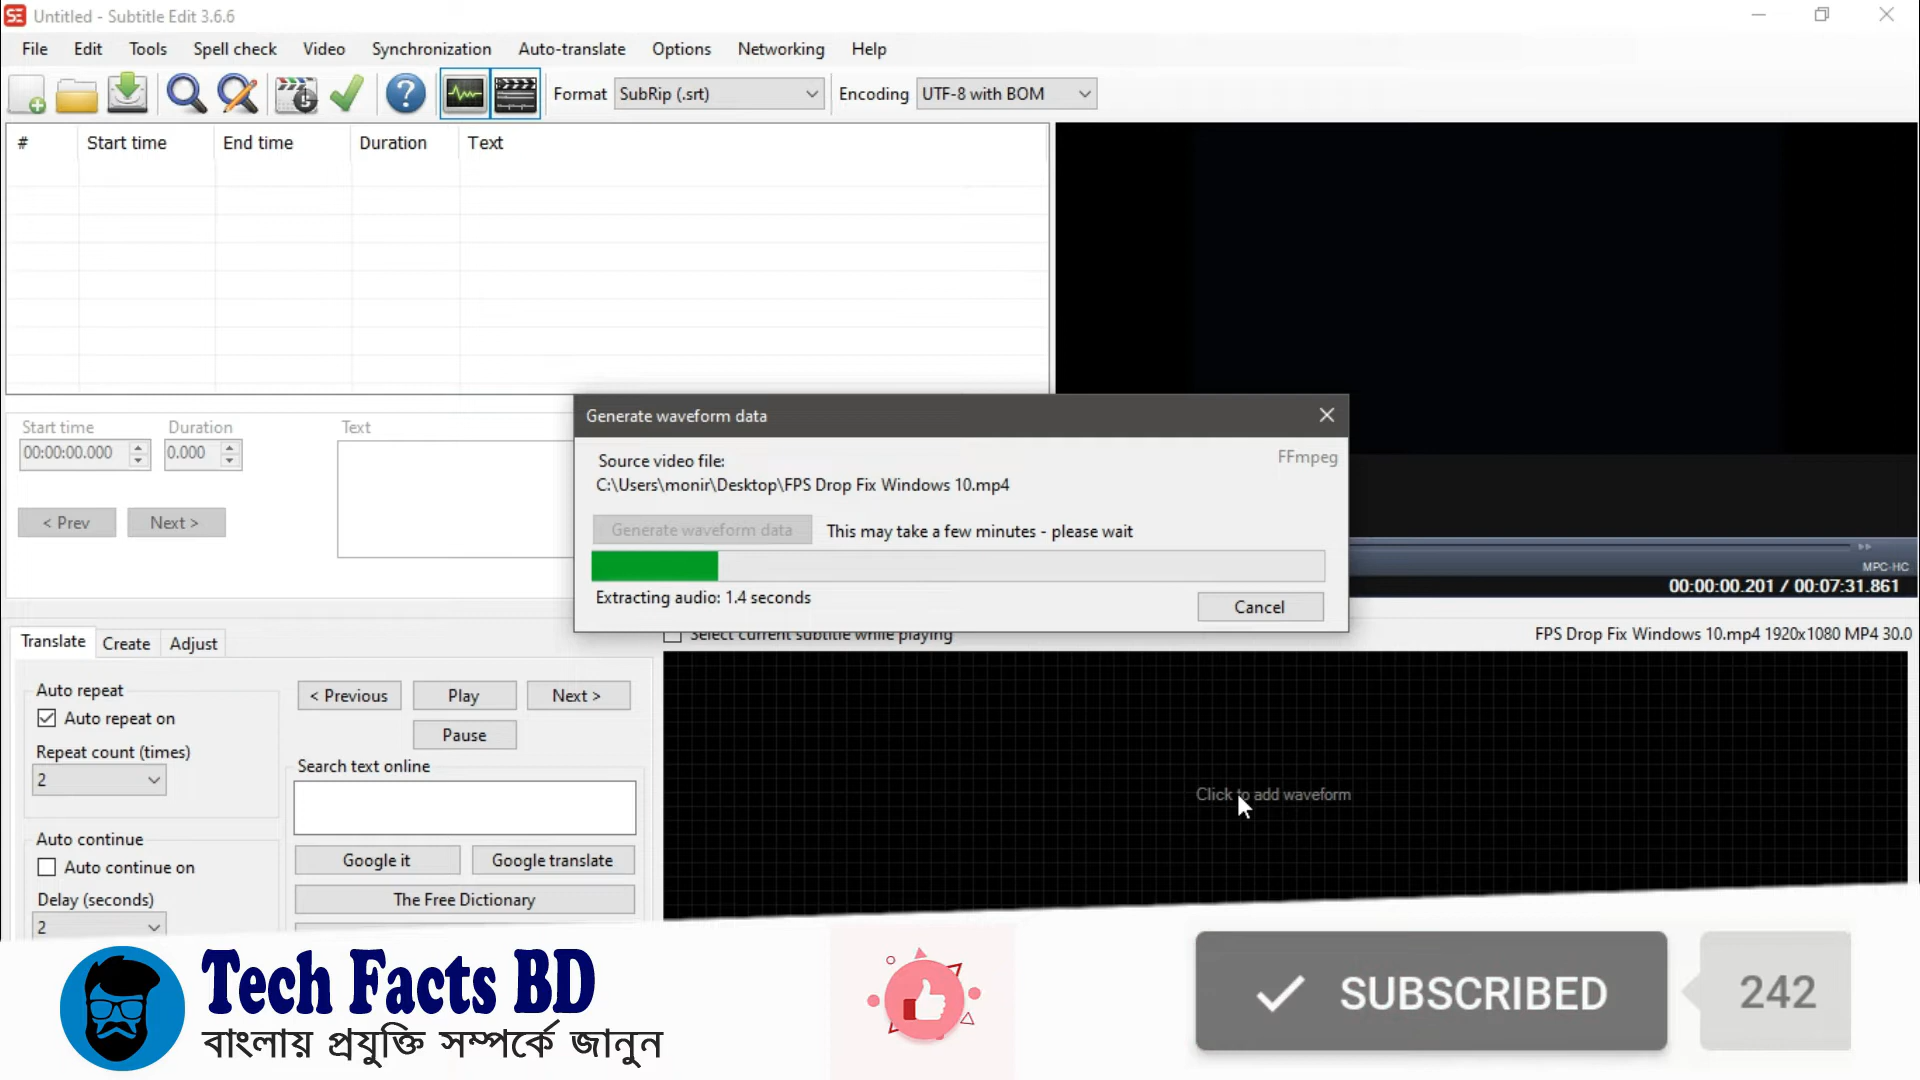 Untitled - Subtitle Edit 3.6.6
File Edit Tools Spell check Video Synchronization Auto-translate Options Networking Help
Format SubRip (.srt) Encoding UTF-8 with BOM
# Start time End time Duration Text
Generate waveform data
Start time Duration Text
00:00:00.000 0.000
Source video file: FFmpeg
C:\Users\monir\Desktop\FPS Drop Fix Windows 10.mp4
< Prev Next >
Generate waveform data This may take a few minutes - please wait
MPC-HC
00:00:00.201 / 00:07:31.861
Extracting audio: 1.4 seconds
Cancel
Select current subtitle while playing FPS Drop Fix Windows 10.mp4 1920x1080 MP4 30.0
Translate Create Adjust
Auto repeat
Auto repeat on
Repeat count (times)
2
< Previous Play Next >
Pause
Search text online
Click to add waveform
Auto continue
Auto continue on
Delay (seconds)
2
Google it Google translate
The Free Dictionary
Tech Facts BD
বাংলায় প্রযুক্তি সম্পর্কে জানুন
SUBSCRIBED 242